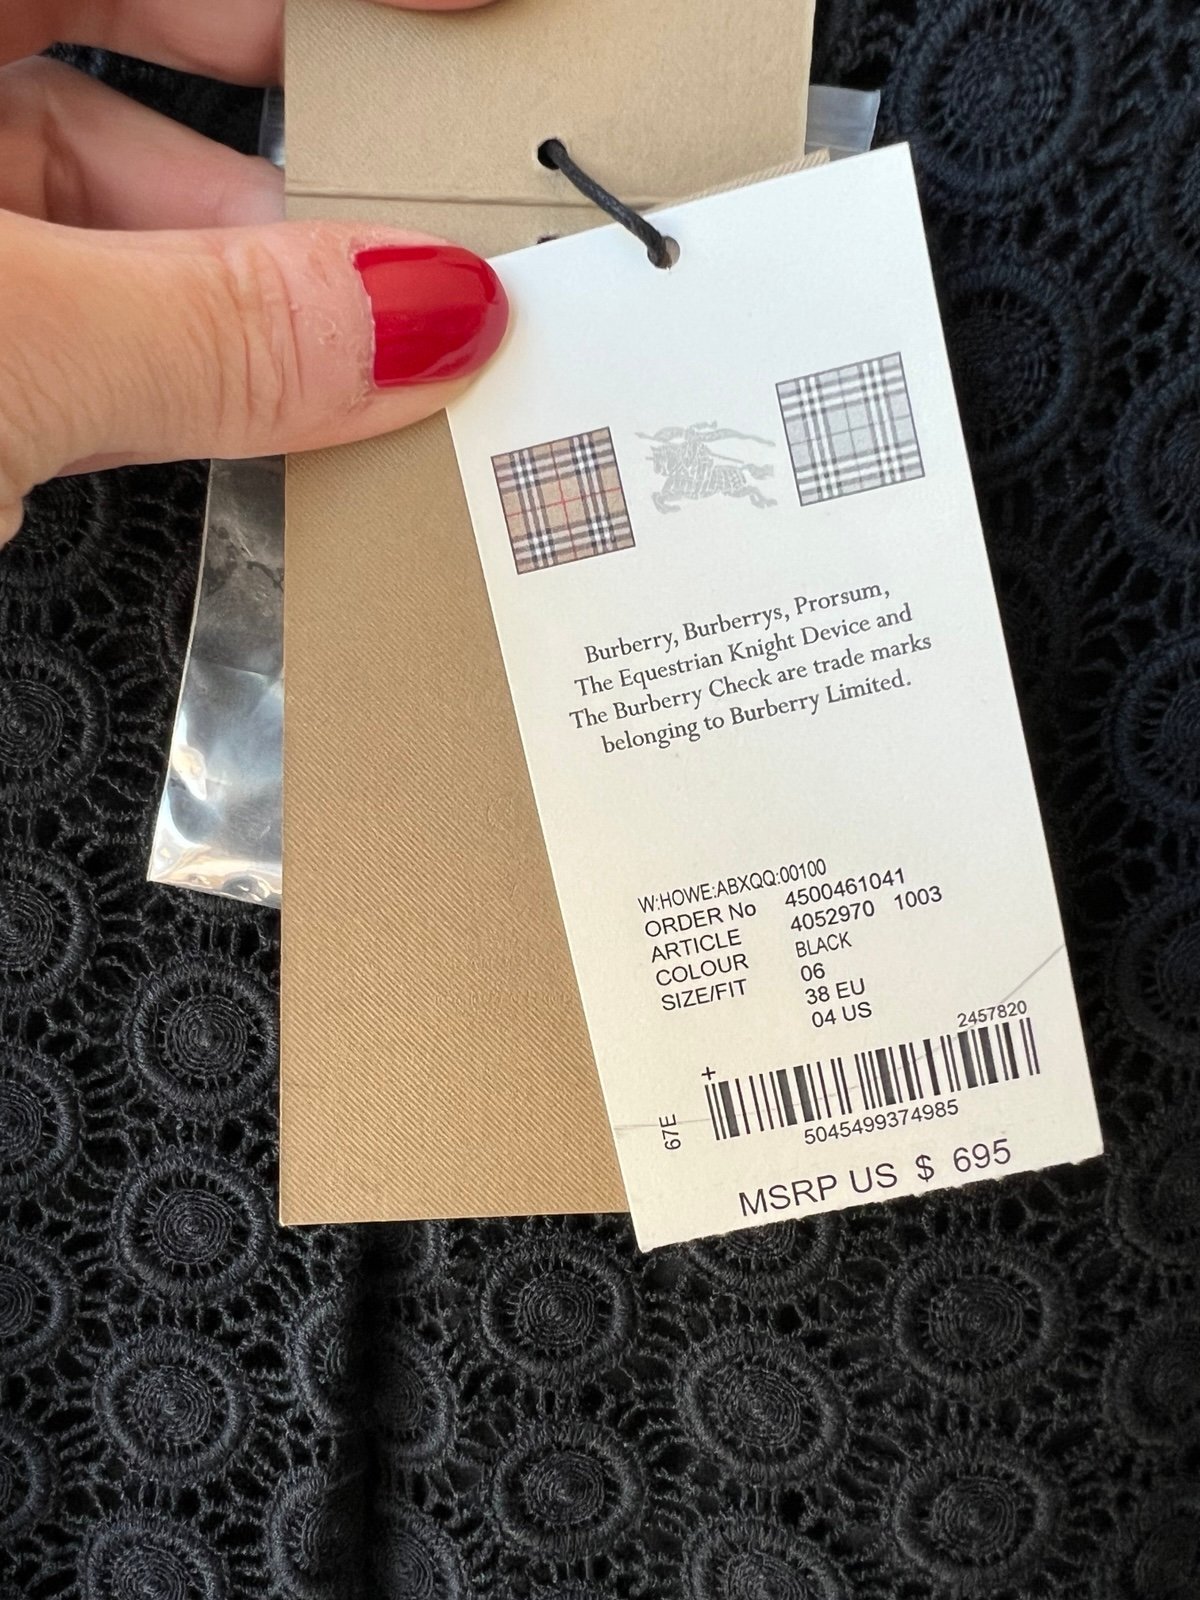 Burberry, Burberrys, Prorsum,
The Equestrian Knight Device and
The Burberry Check are trade marks
belonging to Burberry Limited.
W:HOWE:ABXQQ:00100
ORDER No 4500461041
ARTICLE 4052970 1003
COLOUR BLACK
SIZE/FIT 06
38 EU
04 US
2457820
+
67E
5045499374985
MSRP US $ 695